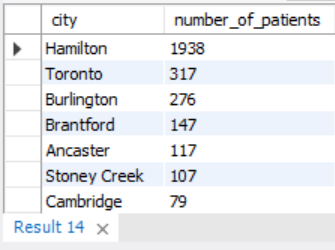 city number_of_patients
Hamilton 1938
Toronto 317
Burlington 276
Brantford 147
Ancaster 117
Stoney Creek 107
Cambridge 79
Result 14 ×